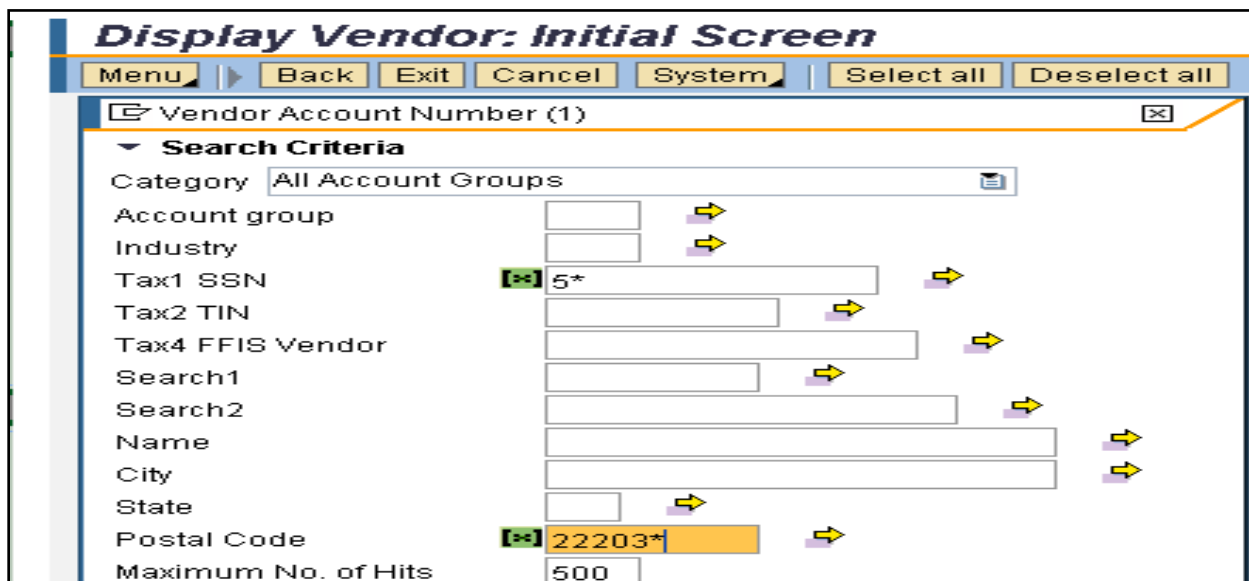 Display Vendor: Initial Screen
Menu Back Exit Cancel System Select all Deselect all
Vendor Account Number (1)
Search Criteria
Category All Account Groups
Account group
Industry
Tax1 SSN 5*
Tax2 TIN
Tax4 FFIS Vendor
Search1
Search2
Name
City
State
Postal Code 22203*
Maximum No. of Hits 500